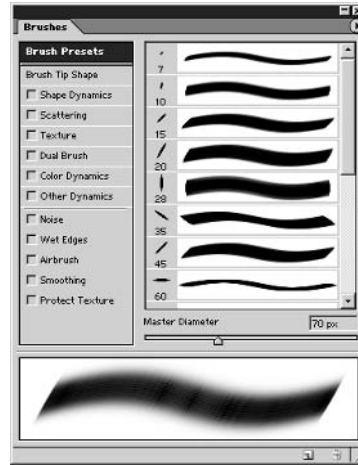 Brushes
Brush Presets
Brush Tip Shape
Shape Dynamics
Scattering
Texture
Dual Brush
Color Dynamics
Other Dynamics
Noise
Wet Edges
Airbrush
Smoothing
Protect Texture
7
10
15
20
28
35
45
60
Master Diameter
70 px